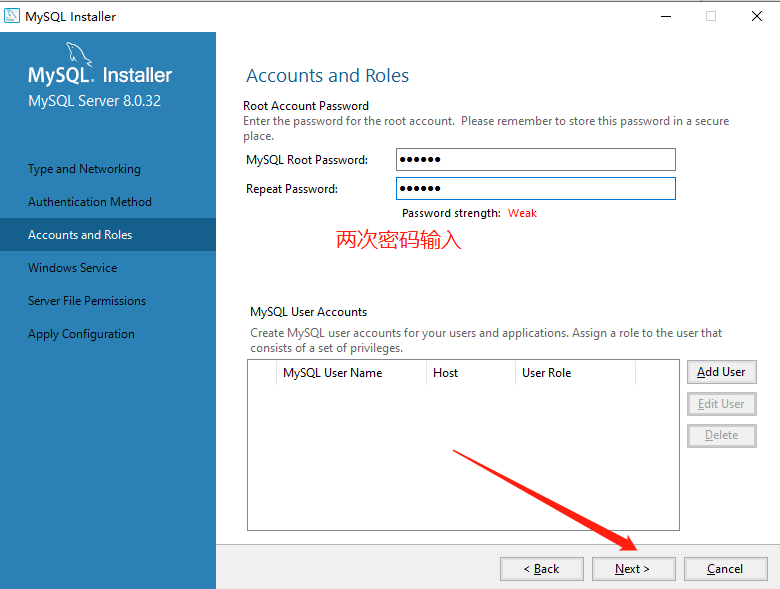 MySQL Installer
MySQL. Installer
MySQL Server 8.0.32
Type and Networking
Authentication Method
Accounts and Roles
Windows Service
Server File Permissions
Apply Configuration
Accounts and Roles
Root Account Password
Enter the password for the root account. Please remember to store this password in a secure
place.
MySQL Root Password: ●●●●●●
Repeat Password: ●●●●●●
Password strength: Weak
两次密码输入
MySQL User Accounts
Create MySQL user accounts for your users and applications. Assign a role to the user that
consists of a set of privileges.
MySQL User Name Host User Role
Add User
Edit User
Delete
< Back Next > Cancel